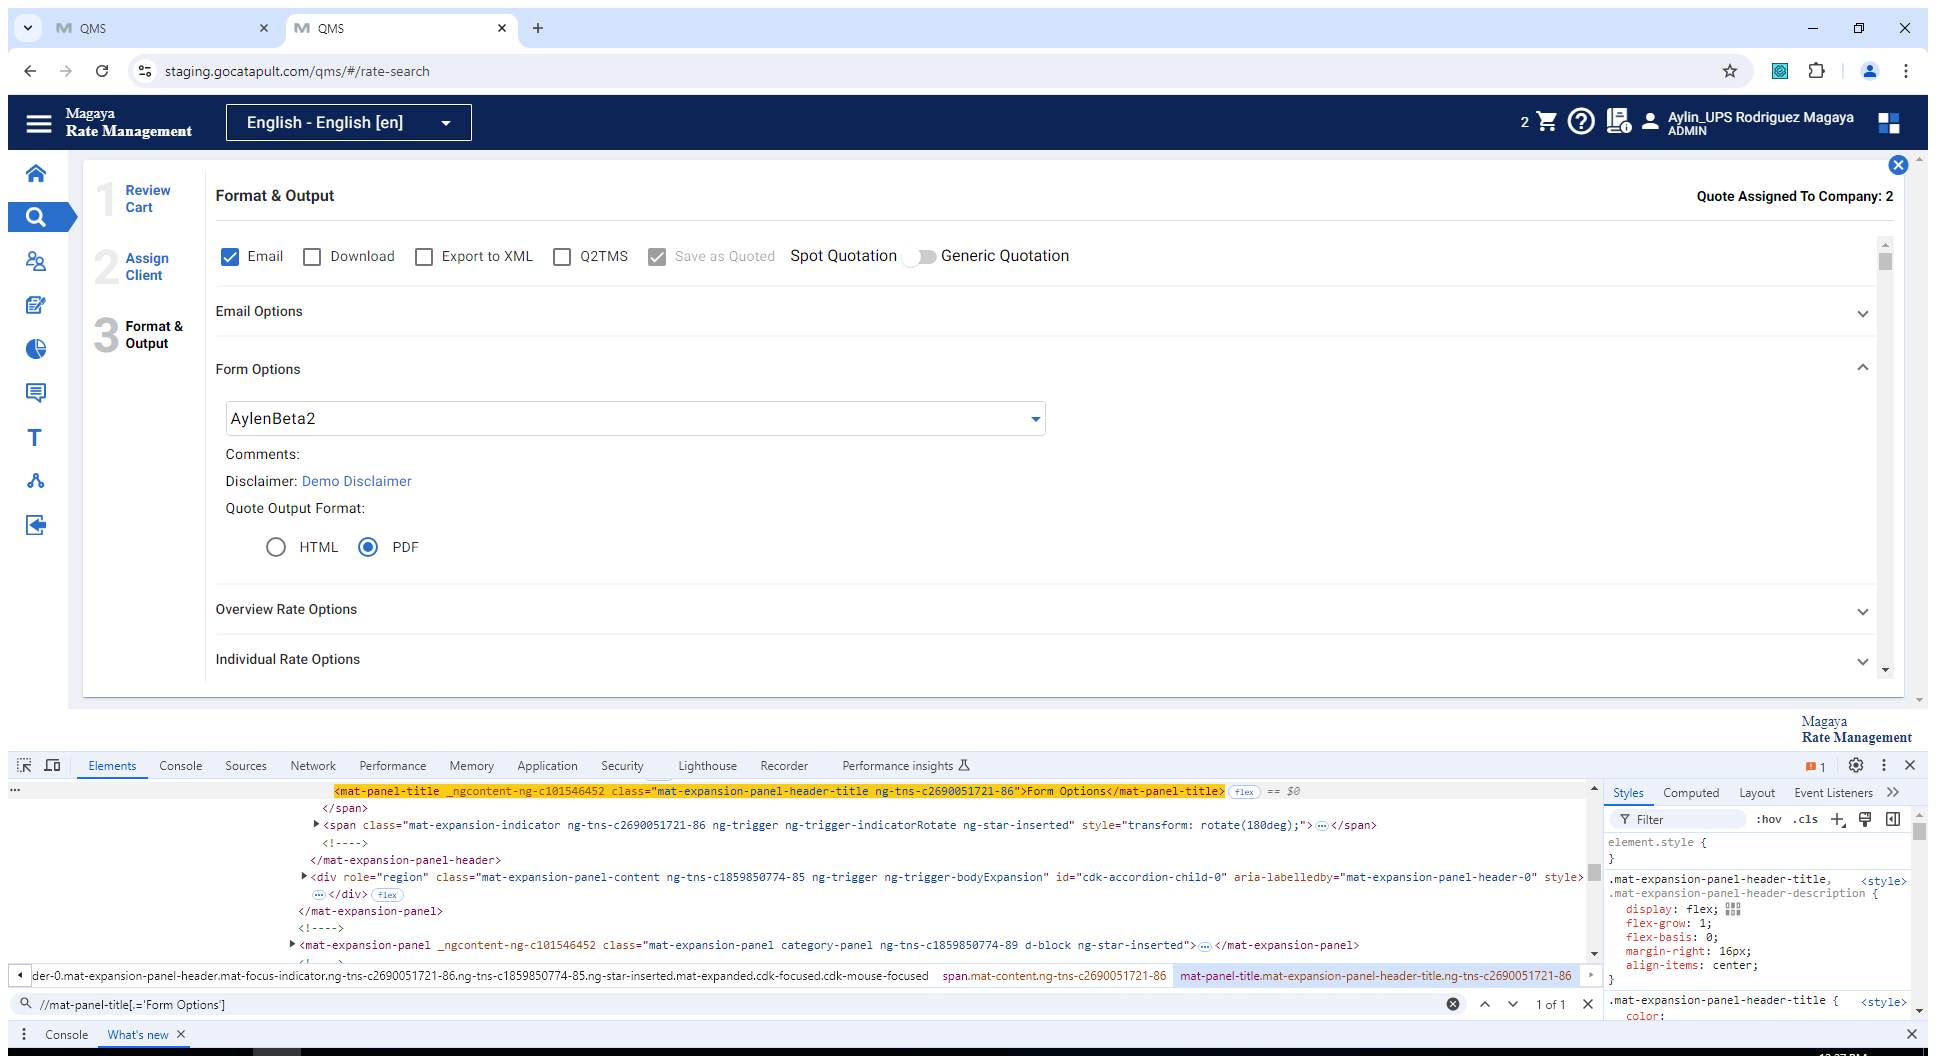 QMS
QMS
staging.gocatapult.com/qms/#/rate-search
Magaya
Rate Management
English - English [en]
2
Aylin_UPS Rodriguez Magaya
ADMIN
1 Review Cart
2 Assign Client
3 Format & Output
Format & Output
Quote Assigned To Company: 2
Email Download Export to XML Q2TMS Save as Quoted Spot Quotation Generic Quotation
Email Options
Form Options
AylenBeta2
Comments:
Disclaimer: Demo Disclaimer
Quote Output Format:
HTML PDF
Overview Rate Options
Individual Rate Options
T
Magaya
Rate Management
Elements Console Sources Network Performance Memory Application Security Lighthouse Recorder Performance insights 1
<mat-panel-title _ngcontent-ng-c101546452 class="mat-expansion-panel-header-title ng-tns-c2690051721-86">Form Options</mat-panel-title> flex == $0
</span>
<span class="mat-expansion-indicator ng-tns-c2690051721-86 ng-trigger ng-trigger-indicatorRotate ng-star-inserted" style="transform: rotate(180deg);">…</span>
<!---->
</mat-expansion-panel-header>
<div role="region" class="mat-expansion-panel-content ng-tns-c1859850774-85 ng-trigger ng-trigger-bodyExpansion" id="cdk-accordion-child-0" aria-labelledby="mat-expansion-panel-header-0" style>
…</div> flex
</mat-expansion-panel>
<!---->
<mat-expansion-panel _ngcontent-ng-c101546452 class="mat-expansion-panel category-panel ng-tns-c1859850774-89 d-block ng-star-inserted">…</mat-expansion-panel>
der-0.mat-expansion-panel-header.mat-focus-indicator.ng-tns-c2690051721-86.ng-tns-c1859850774-85.ng-star-inserted.mat-expanded.cdk-focused.cdk-mouse-focused span.mat-content.ng-tns-c2690051721-86 mat-panel-title.mat-expansion-panel-header-title.ng-tns-c2690051721-86
//mat-panel-title[.='Form Options']
1 of 1
Styles Computed Layout Event Listeners
Filter :hov .cls
element.style {
}
.mat-expansion-panel-header-title, <style>
.mat-expansion-panel-header-description {
display: flex;
flex-grow: 1;
flex-basis: 0;
margin-right: 16px;
align-items: center;
}
.mat-expansion-panel-header-title { <style>
color:
Console What's new